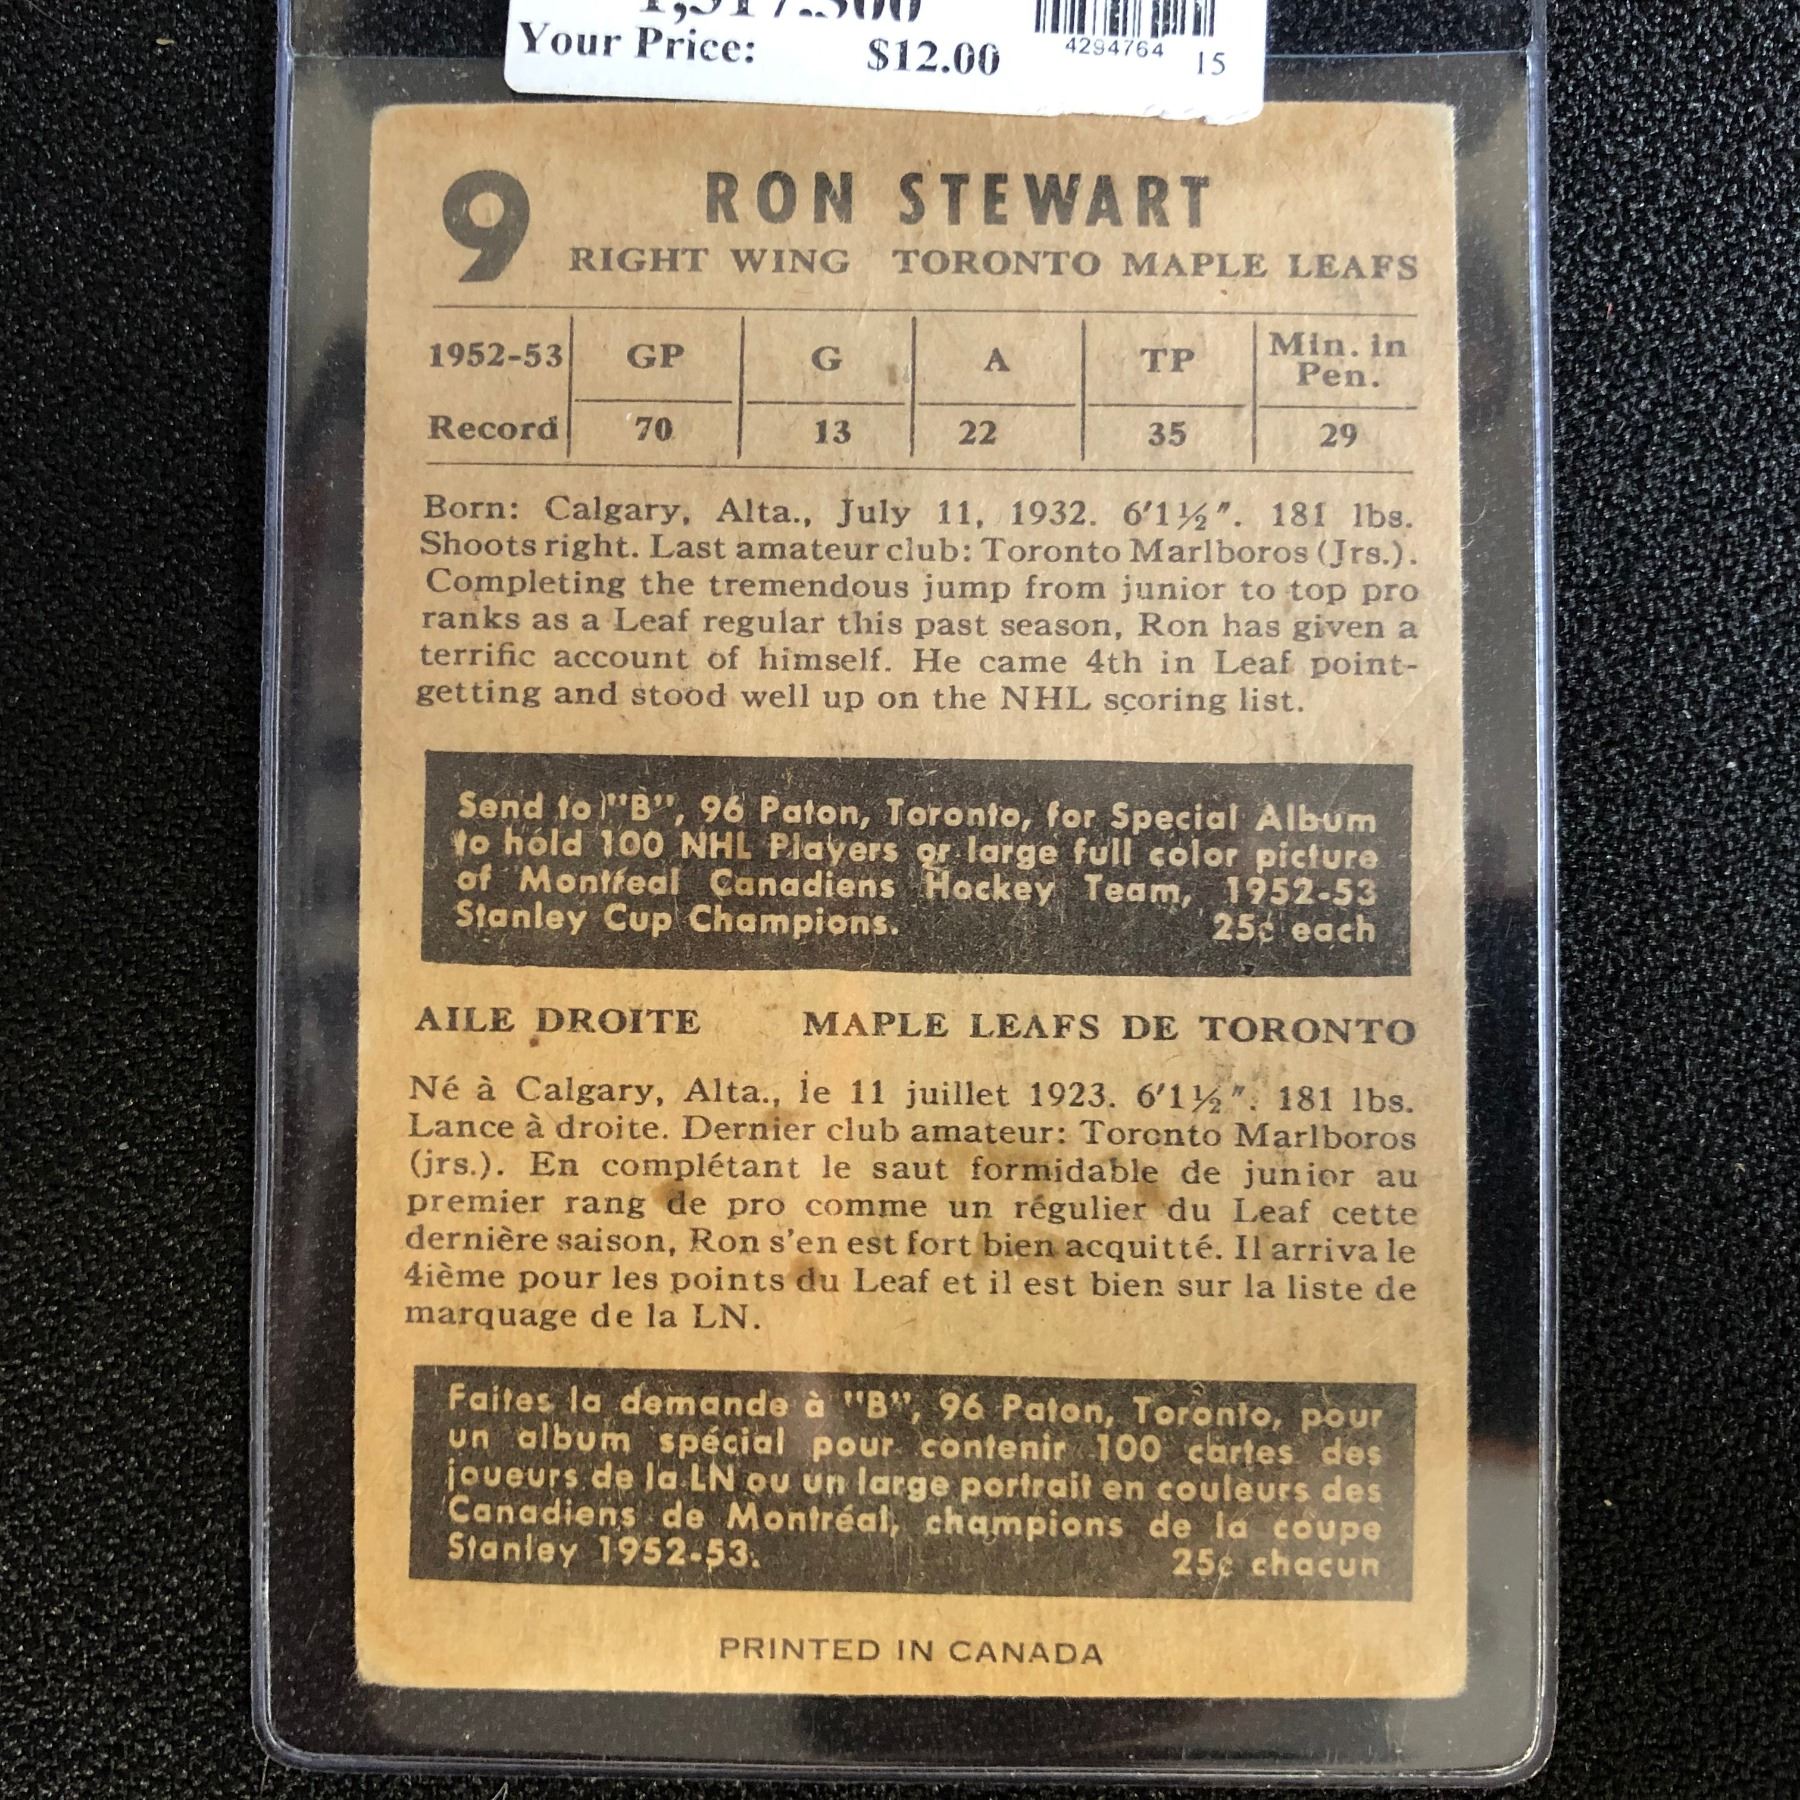 Your Price: $12.00
4294764 15
9 RON STEWART
RIGHT WING TORONTO MAPLE LEAFS
1952-53 GP G A TP Min. in Pen.
Record 70 13 22 35 29
Born: Calgary, Alta., July 11, 1932. 6'1½". 181 lbs.
Shoots right. Last amateur club: Toronto Marlboros (Jrs.).
Completing the tremendous jump from junior to top pro
ranks as a Leaf regular this past season, Ron has given a
terrific account of himself. He came 4th in Leaf point-
getting and stood well up on the NHL scoring list.
Send to "B", 96 Paton, Toronto, for Special Album
to hold 100 NHL Players or large full color picture
of Montreal Canadiens Hockey Team, 1952-53
Stanley Cup Champions. 25¢ each
AILE DROITE MAPLE LEAFS DE TORONTO
Né à Calgary, Alta., le 11 juillet 1923. 6'1½". 181 lbs.
Lance à droite. Dernier club amateur: Toronto Marlboros
(jrs.). En complétant le saut formidable de junior au
premier rang de pro comme un régulier du Leaf cette
dernière saison, Ron s'en est fort bien acquitté. Il arriva le
4ième pour les points du Leaf et il est bien sur la liste de
marquage de la LN.
Faites la demande à "B", 96 Paton, Toronto, pour
un album spécial pour contenir 100 cartes des
joueurs de la LN ou un large portrait en couleurs des
Canadiens de Montréal, champions de la coupe
Stanley 1952-53. 25¢ chacun
PRINTED IN CANADA